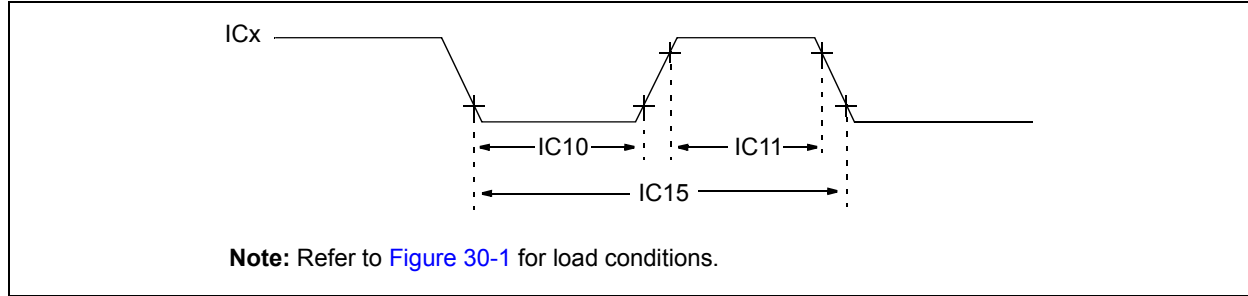 ICx
IC10
IC11
IC15
Note: Refer to Figure 30-1 for load conditions.